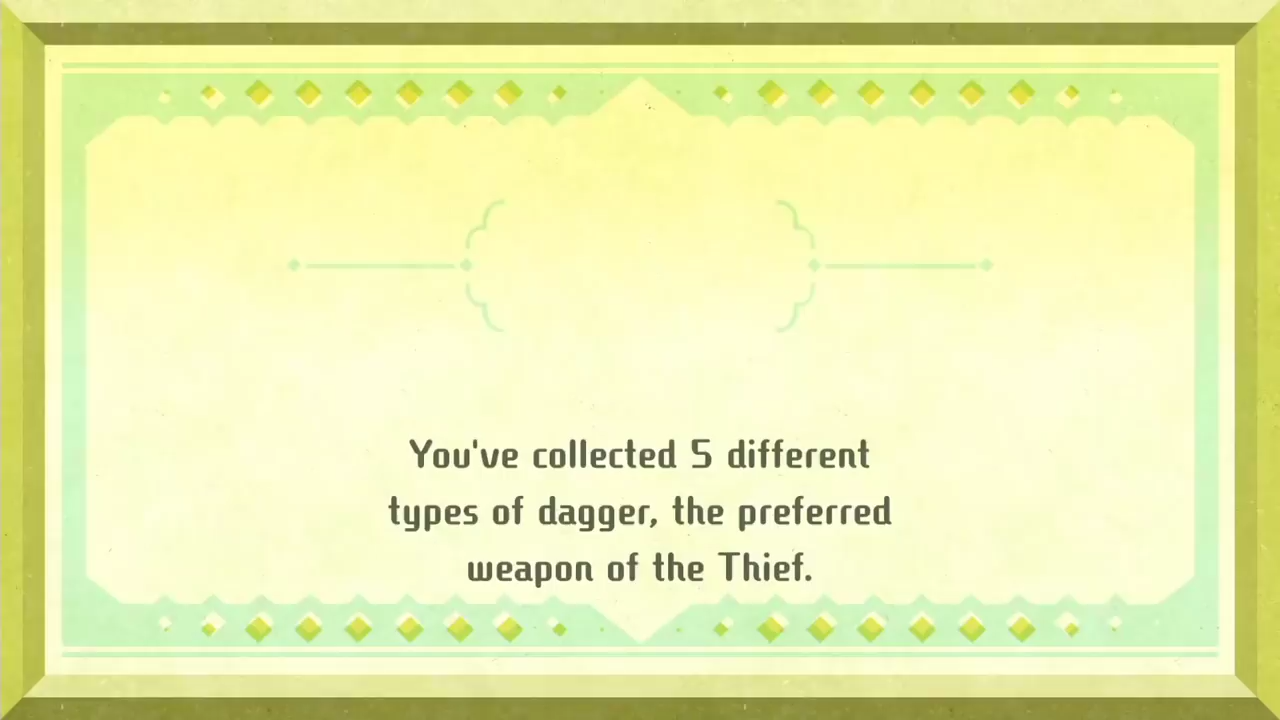 You've collected 5 different
types of dagger, the preferred
weapon of the Thief.